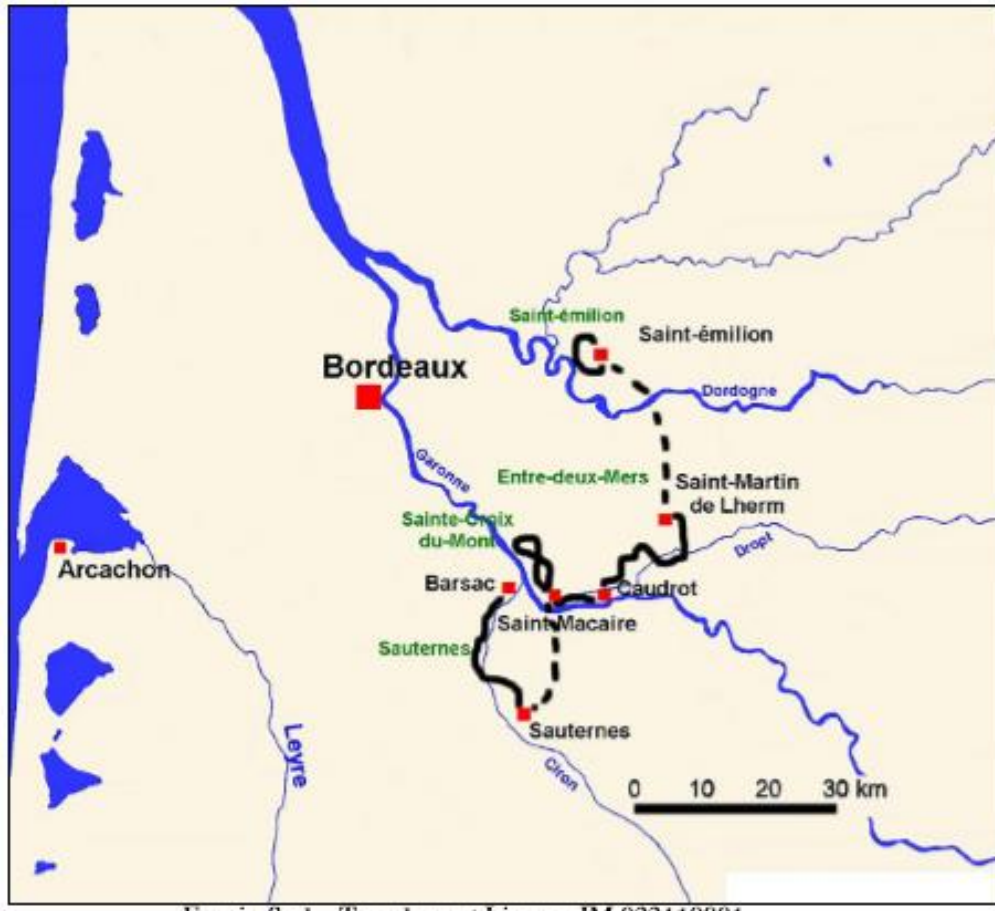 Saint-émilion
Saint-émilion
Bordeaux
Dordogne
Garonne
Entre-deux-Mers
Saint-Martin
de Lherm
Sainte-Croix
du-Mont
Dropt
Arcachon
Barsac
Caudrot
Saint-Macaire
Sauternes
Sauternes
Leyre
Ciron
0 10 20 30 km